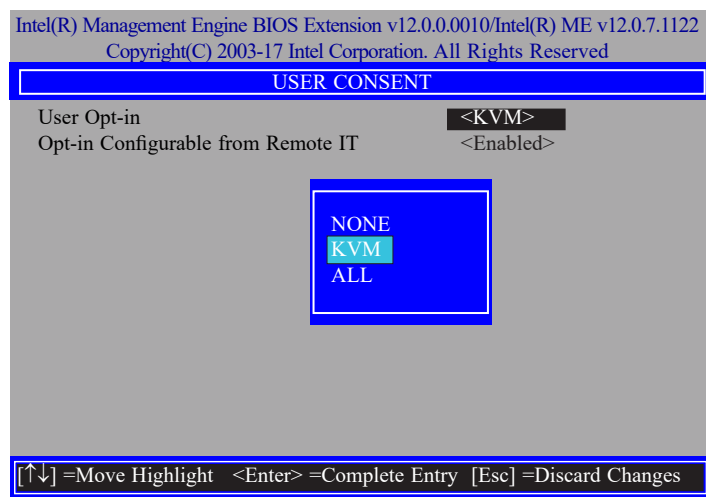 Intel(R) Management Engine BIOS Extension v12.0.0.0010/Intel(R) ME v12.0.7.1122
Copyright(C) 2003-17 Intel Corporation. All Rights Reserved
USER CONSENT
User Opt-in <KVM>
Opt-in Configurable from Remote IT <Enabled>
NONE
KVM
ALL
[↑↓] =Move Highlight <Enter> =Complete Entry [Esc] =Discard Changes